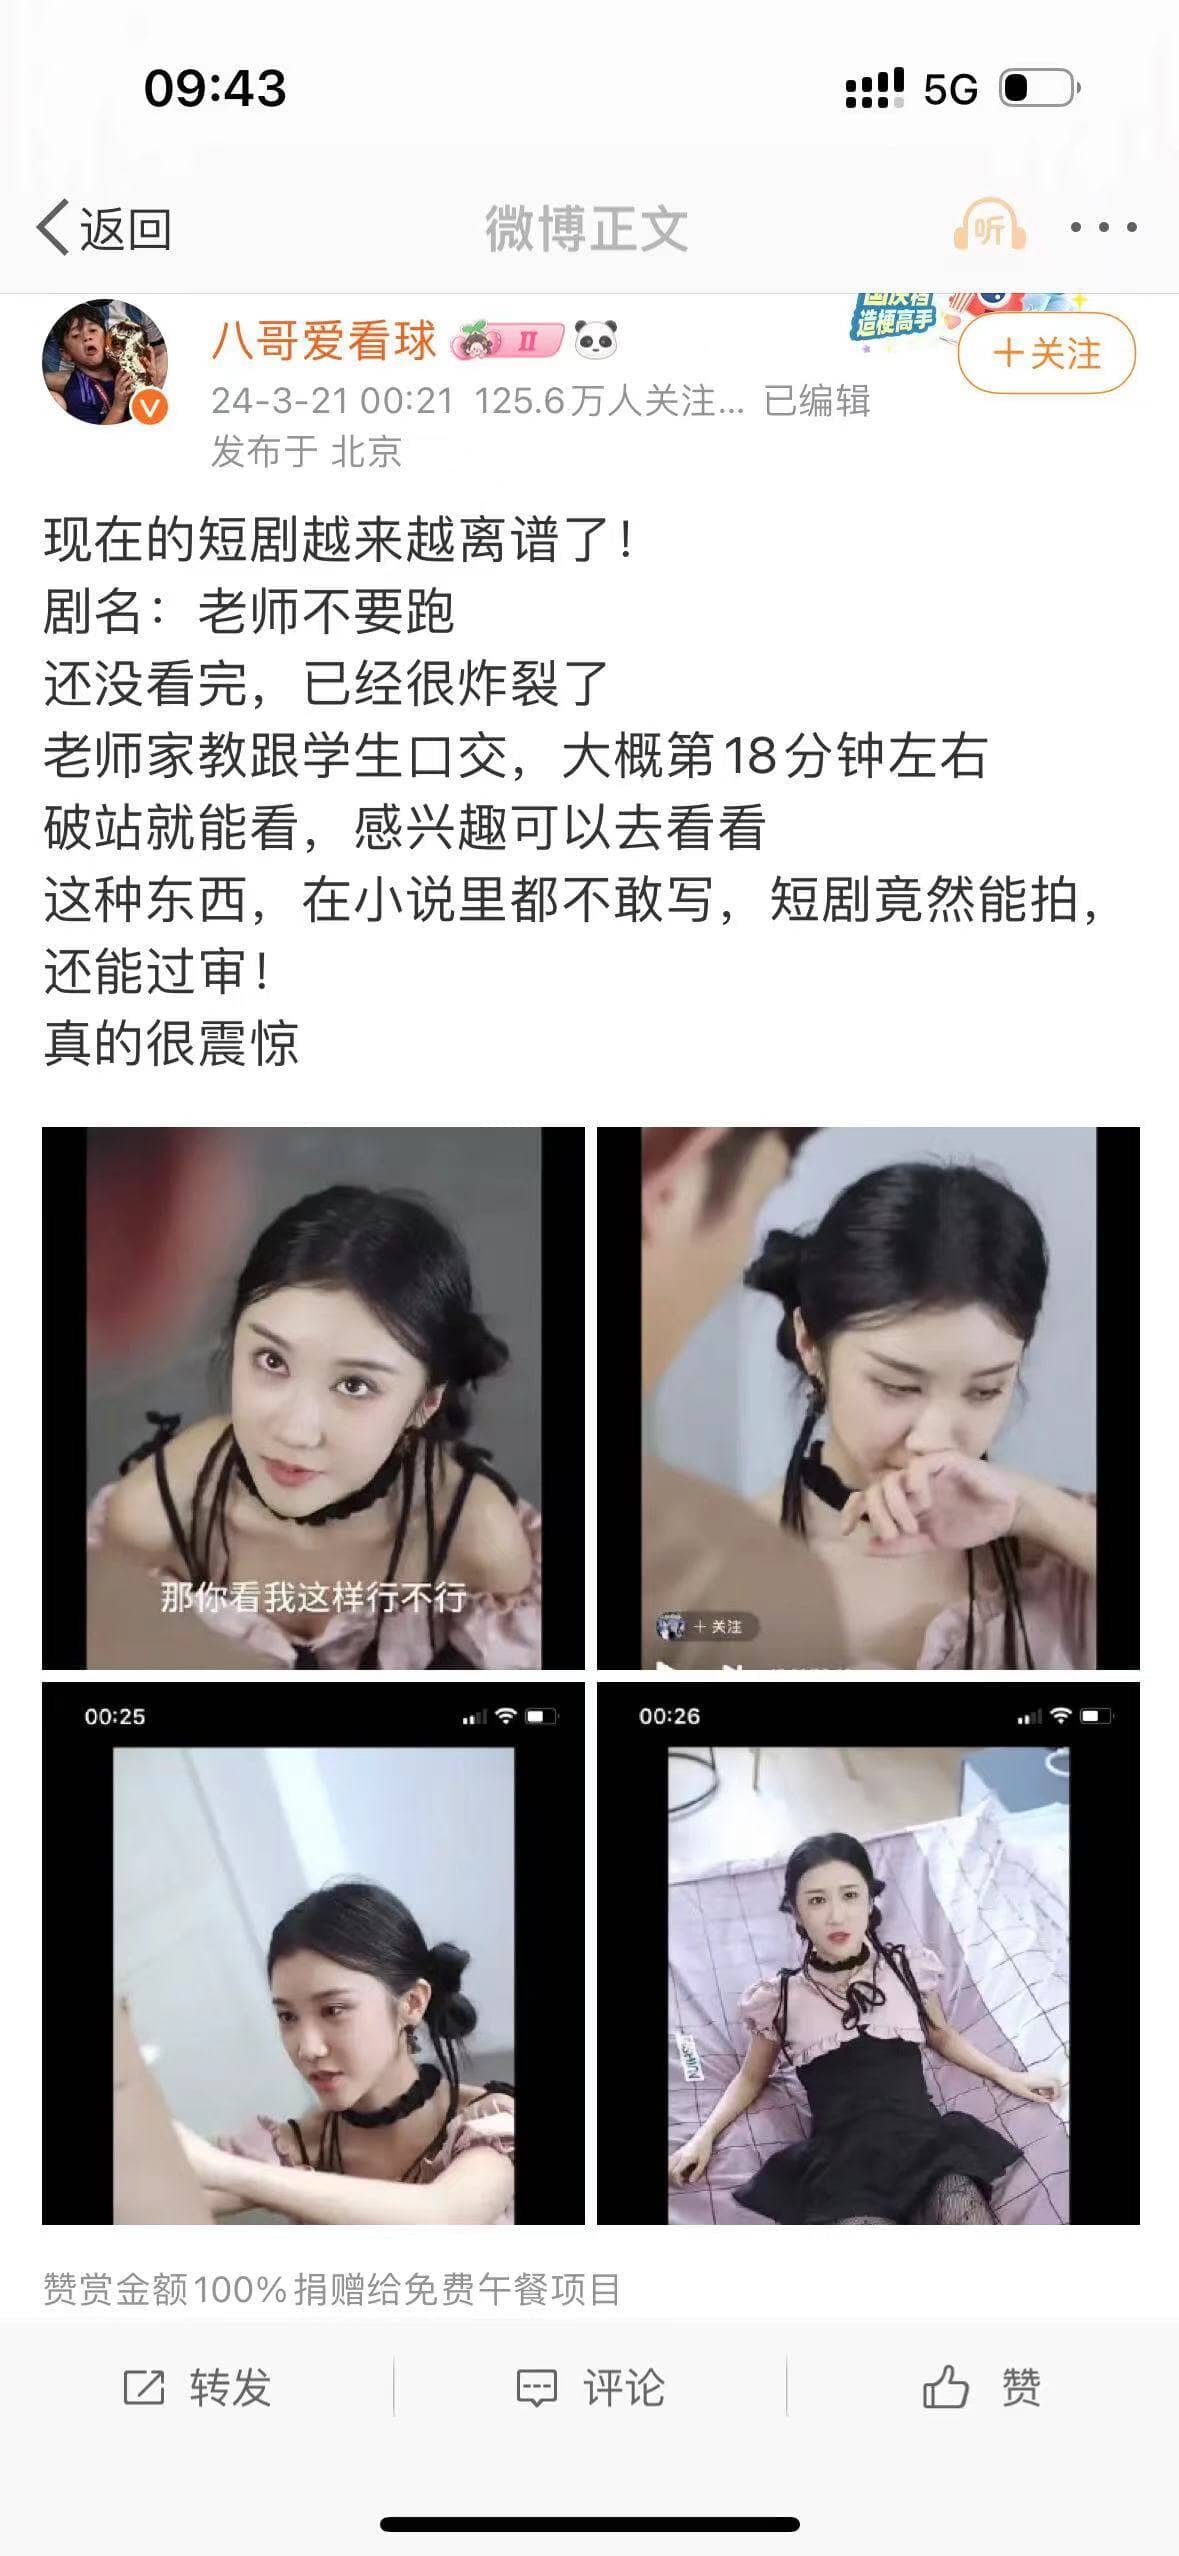 09:43
5G
返回
微博正文
听
造梗高手
八哥爱看球
II
+关注
24-3-21 00:21 125.6万人关注... 已编辑
发布于 北京
现在的短剧越来越离谱了！
剧名：老师不要跑
还没看完，已经很炸裂了
老师家教跟学生口交，大概第18分钟左右
破站就能看，感兴趣可以去看看
这种东西，在小说里都不敢写，短剧竟然能拍，
还能过审！
真的很震惊
那你看我这样行不行
+ 关注
00:25
00:26
赞赏金额100%捐赠给免费午餐项目
转发
评论
赞